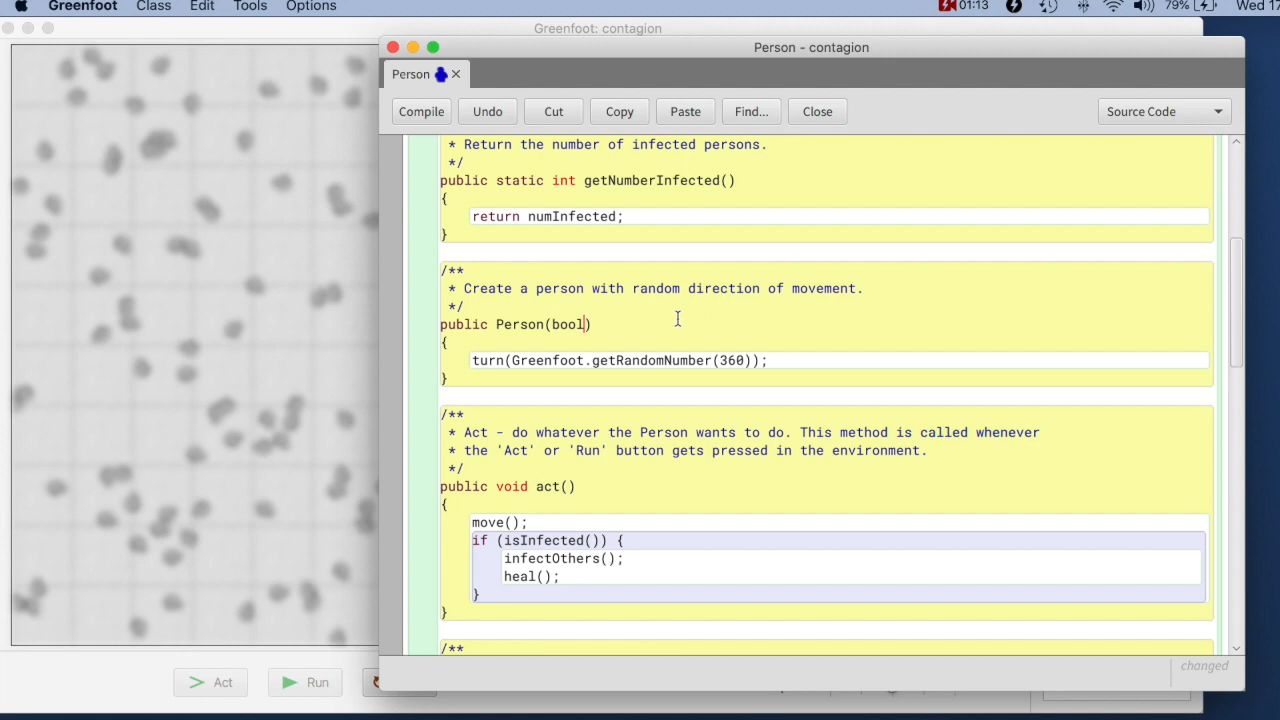 Greenfoot Class Edit Tools Options 01:13 79% Wed 17
Greenfoot: contagion
Person - contagion
Person
Compile Undo Cut Copy Paste Find... Close Source Code
* Return the number of infected persons.
*/
public static int getNumberInfected()
{
return numInfected;
}
/**
* Create a person with random direction of movement.
*/
public Person(bool)
{
turn(Greenfoot.getRandomNumber(360));
}
/**
* Act - do whatever the Person wants to do. This method is called whenever
* the 'Act' or 'Run' button gets pressed in the environment.
*/
public void act()
{
move();
if (isInfected()) {
infectOthers();
heal();
}
}
/**
changed
Act Run